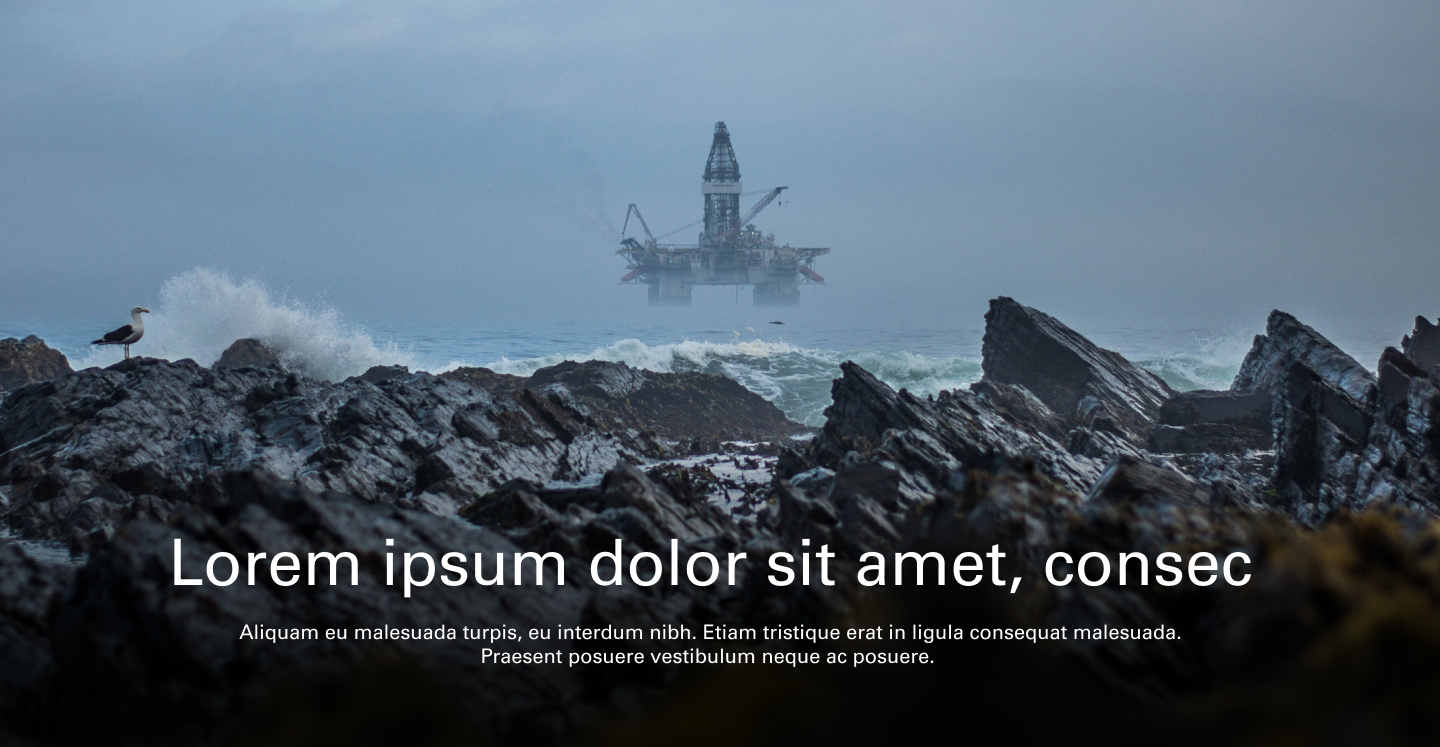 Lorem ipsum dolor sit amet, consec
Aliquam eu malesuada turpis, eu interdum nibh. Etiam tristique erat in ligula consequat malesuada.
Praesent posuere vestibulum neque ac posuere.